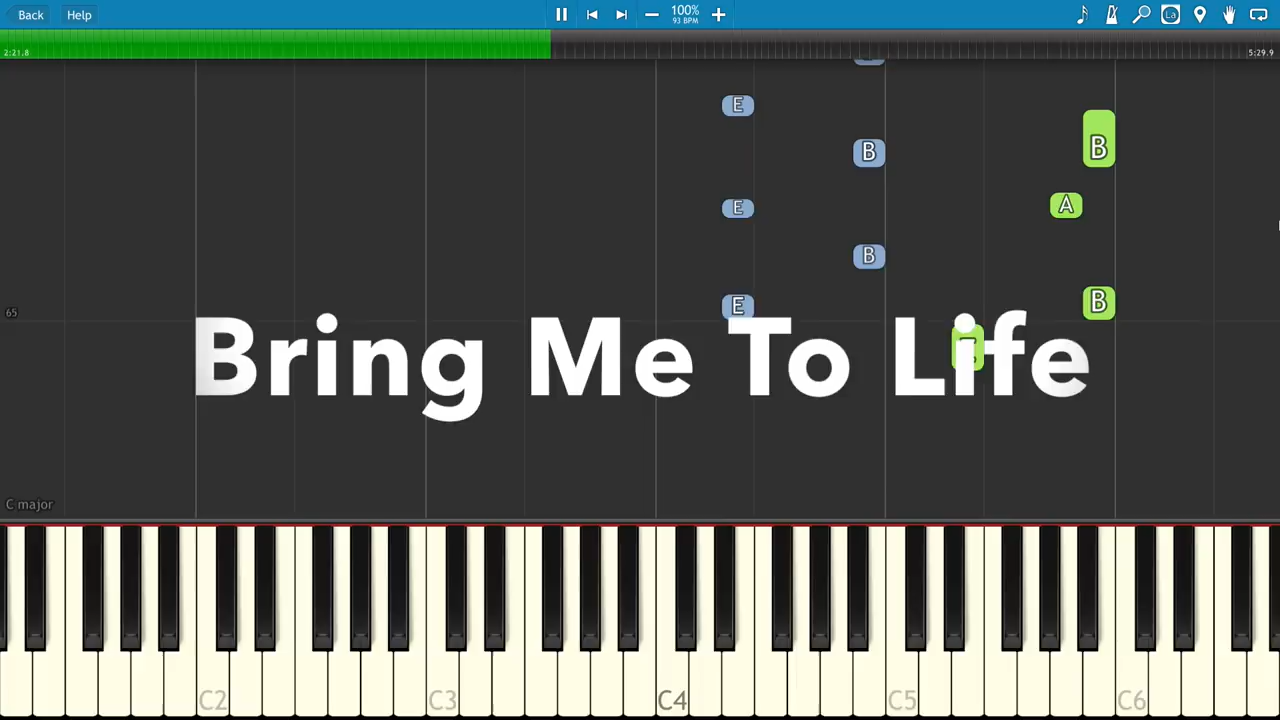 Back Help 100% La
93 BPM
2:21.8 5:29.9
E
B
B
E A
B
E B
65
Bring Me To Life
C major
C2 C3 C4 C5 C6